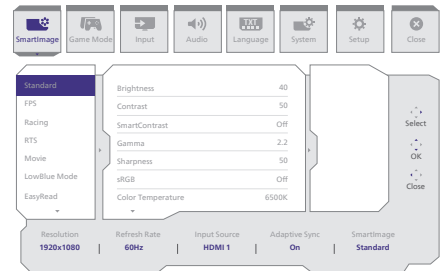 SmartImage
Game Mode
Input
Audio
TXT
Language
System
Setup
Close
Standard
FPS
Racing
RTS
Movie
LowBlue Mode
EasyRead
Brightness 40
Contrast 50
SmartContrast Off
Gamma 2.2
Sharpness 50
sRGB Off
Color Temperature 6500K
Select
OK
Close
Resolution Refresh Rate Input Source Adaptive Sync SmartImage
1920x1080 | 60Hz | HDMI 1 | On | Standard